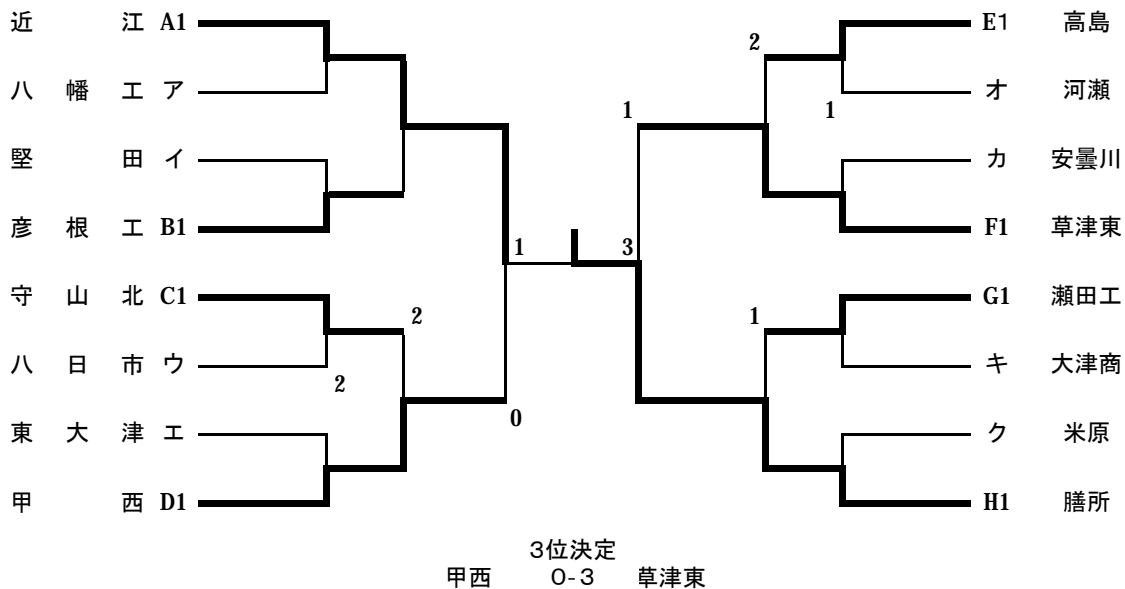 近江 A1
八幡工 ア
堅田 イ
彦根工 B1
守山北 C1
八日市 ウ
東大津 エ
甲西 D1
2
2
1
0
2
1
1
3
1
E1 高島
オ 河瀬
カ 安曇川
F1 草津東
G1 瀬田工
キ 大津商
ク 米原
H1 膳所
3位決定
甲西 0-3 草津東